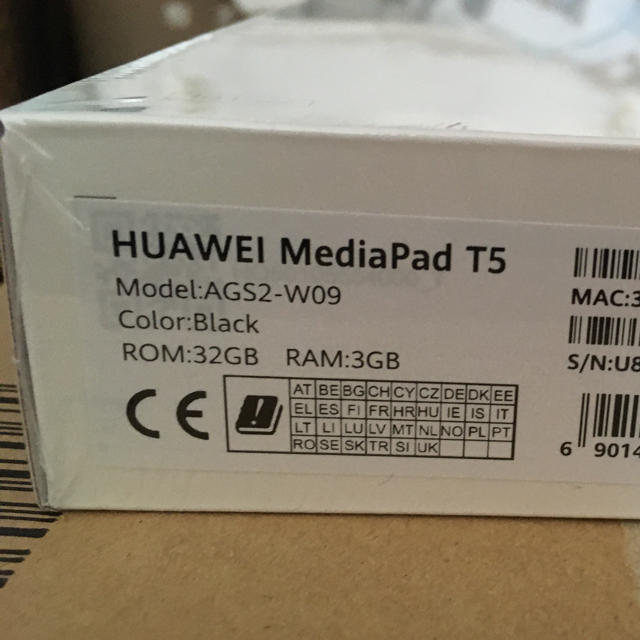 HUAWEI MediaPad T5
Model:AGS2-W09
Color:Black
ROM:32GB RAM:3GB
CE
AT BE BG CH CY CZ DE DK EE
EL ES FI FR HR HU IE IS IT
LT LI LU LV MT NL NO PL PT
RO SE SK TR SI UK
MAC:3
S/N:U8
6 9014